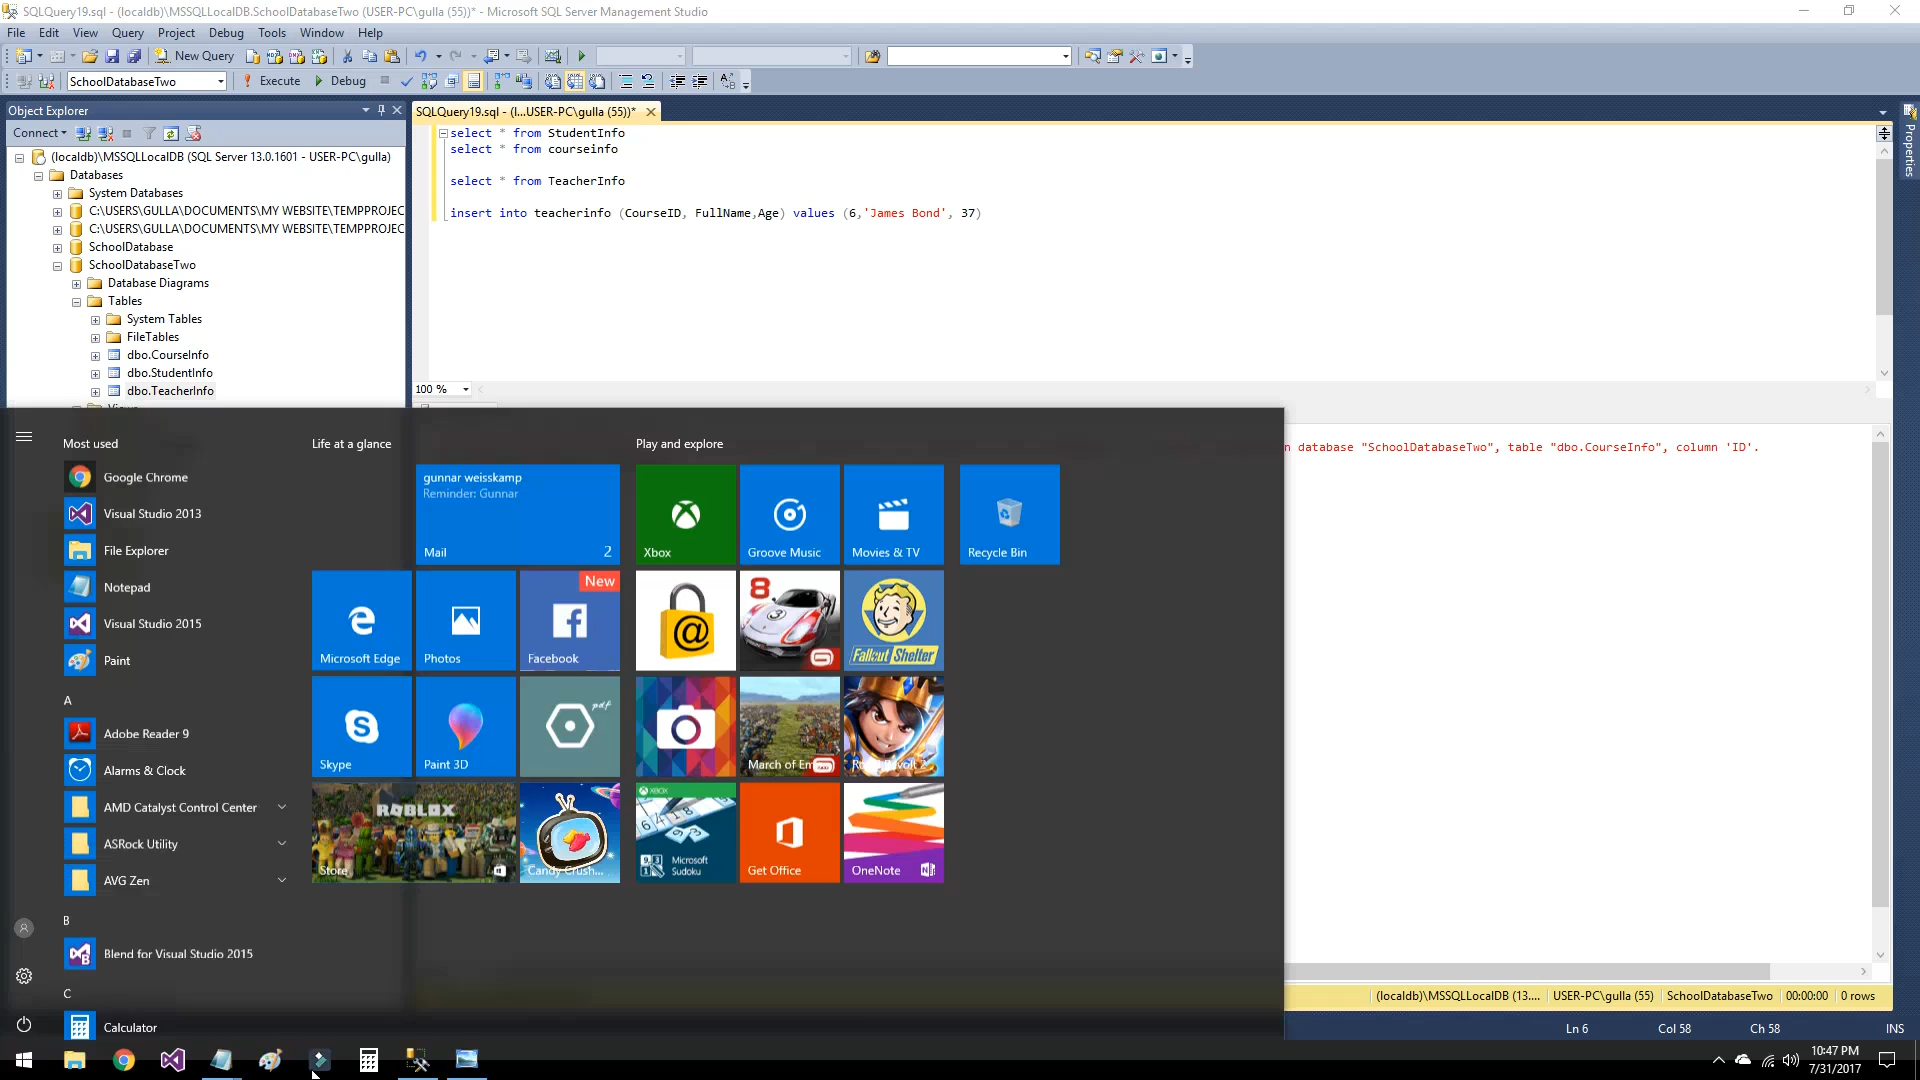 SQLQuery19.sql - (localdb)\MSSQLLocalDB.SchoolDatabaseTwo (USER-PC\gulla (55))* - Microsoft SQL Server Management Studio
File Edit View Query Project Debug Tools Window Help
New Query
SchoolDatabaseTwo Execute Debug
Object Explorer
SQLQuery19.sql - (l...USER-PC\gulla (55))*
Connect
Properties
(localdb)\MSSQLLocalDB (SQL Server 13.0.1601 - USER-PC\gulla)
Databases
System Databases
C:\USERS\GULLA\DOCUMENTS\MY WEBSITE\TEMPPROJEC
C:\USERS\GULLA\DOCUMENTS\MY WEBSITE\TEMPPROJEC
SchoolDatabase
SchoolDatabaseTwo
Database Diagrams
Tables
System Tables
FileTables
dbo.CourseInfo
dbo.StudentInfo
dbo.TeacherInfo
select * from StudentInfo
select * from courseinfo
select * from TeacherInfo
insert into teacherinfo (CourseID, FullName,Age) values (6,'James Bond', 37)
100 %
n database "SchoolDatabaseTwo", table "dbo.CourseInfo", column 'ID'.
Most used
Google Chrome
Visual Studio 2013
File Explorer
Notepad
Visual Studio 2015
Paint
A
Adobe Reader 9
Alarms & Clock
AMD Catalyst Control Center
ASRock Utility
AVG Zen
B
Blend for Visual Studio 2015
C
Calculator
Life at a glance
gunnar weisskamp
Reminder: Gunnar
Mail 2
Microsoft Edge
Photos
New
Facebook
Skype
Paint 3D
pdf
ROBLOX
Store
Candy Crush...
Play and explore
Xbox
Groove Music
Movies & TV
Recycle Bin
@
8
3
Fallout Shelter
March of Em
2
XBOX
Microsoft
Sudoku
Get Office
OneNote
(localdb)\MSSQLLocalDB (13.... USER-PC\gulla (55) SchoolDatabaseTwo 00:00:00 0 rows
Ln 6 Col 58 Ch 58 INS
10:47 PM
7/31/2017